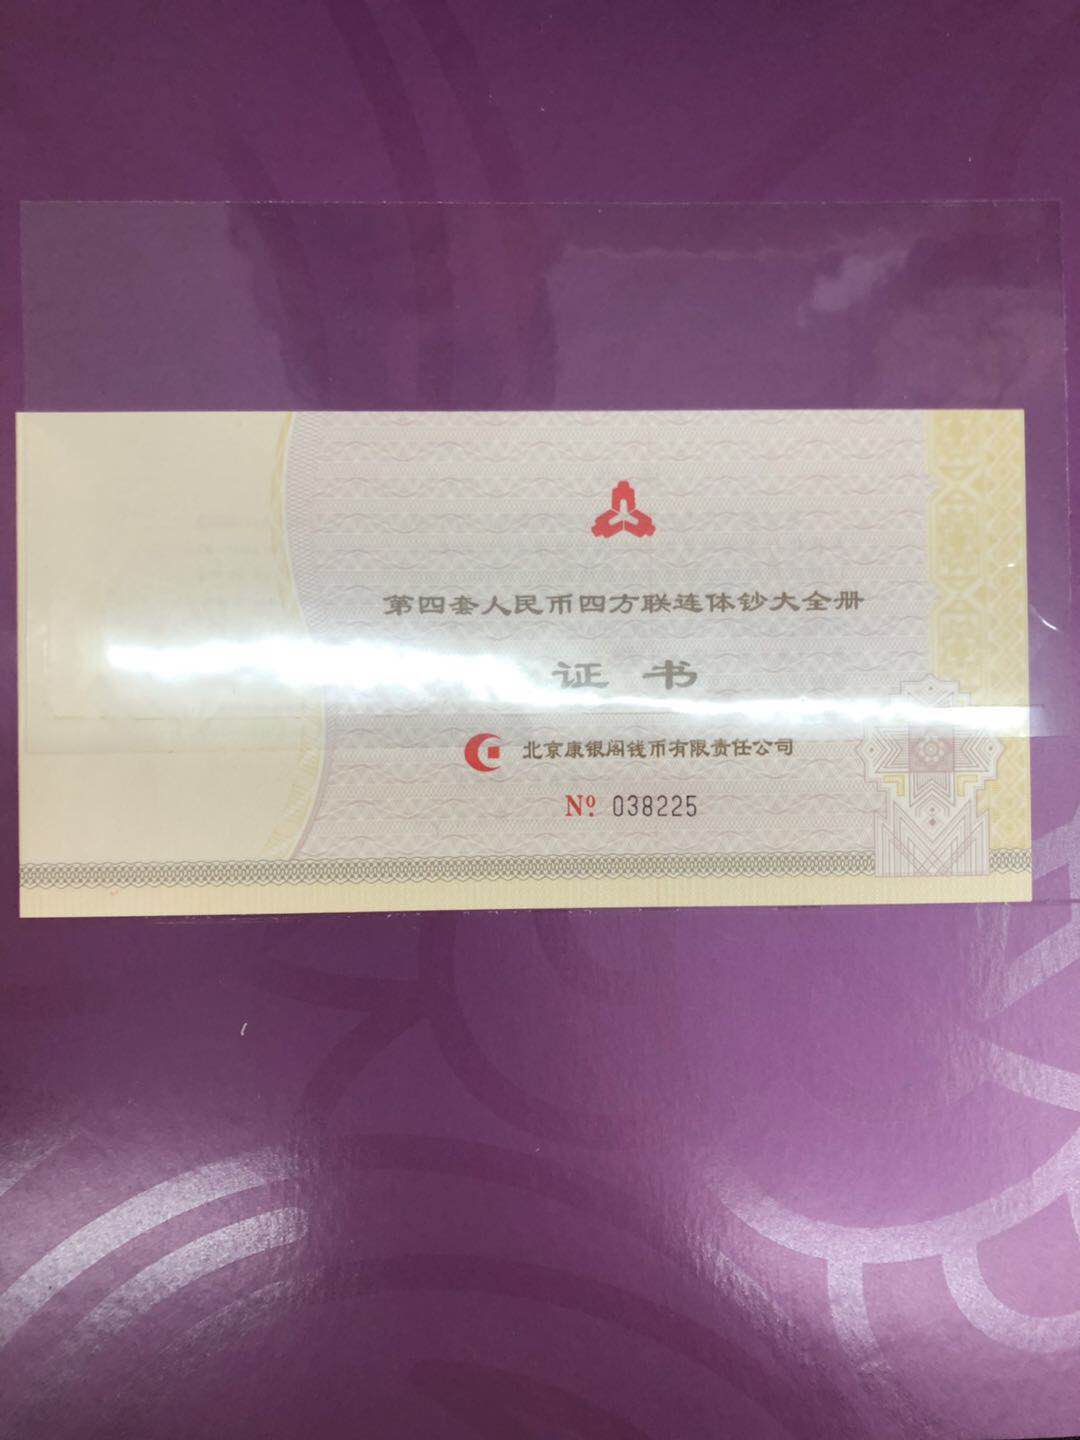 第四套人民币四方联连体钞大全册
证书
北京康银阁钱币有限责任公司
Nº 038225